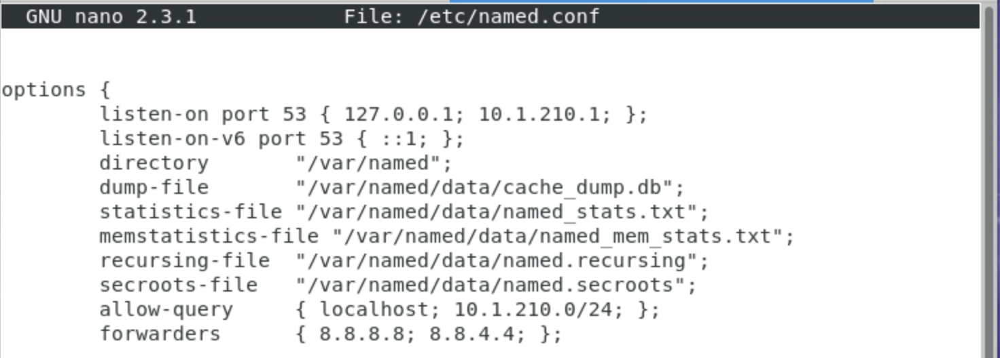 GNU nano 2.3.1 File: /etc/named.conf
options {
listen-on port 53 { 127.0.0.1; 10.1.210.1; };
listen-on-v6 port 53 { ::1; };
directory "/var/named";
dump-file "/var/named/data/cache_dump.db";
statistics-file "/var/named/data/named_stats.txt";
memstatistics-file "/var/named/data/named_mem_stats.txt";
recursing-file "/var/named/data/named.recursing";
secroots-file "/var/named/data/named.secroots";
allow-query { localhost; 10.1.210.0/24; };
forwarders { 8.8.8.8; 8.8.4.4; };